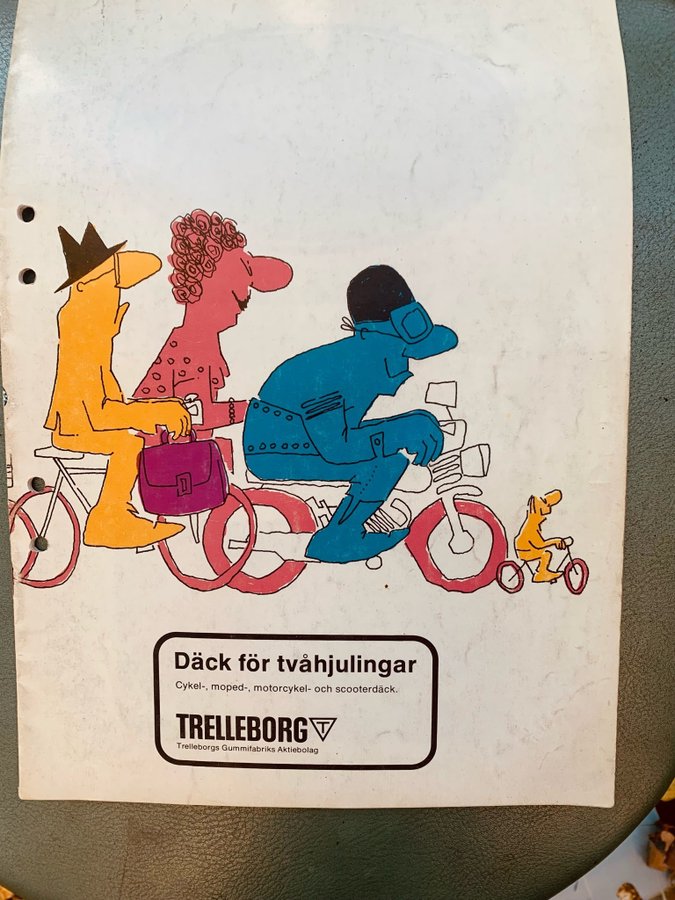 Däck för tvåhjulingar
Cykel-, moped-, motorcykel- och scooterdäck.
TRELLEBORG T
Trelleborgs Gummifabriks Aktiebolag